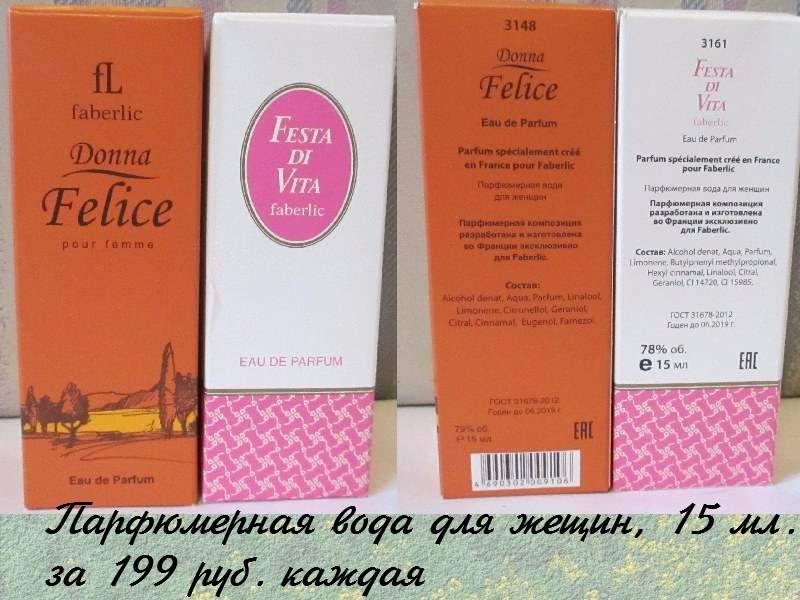 fL
faberlic
Donna
Felice
pour femme
Eau de Parfum
FESTA
DI
VITA
faberlic
EAU DE PARFUM
3148
Donna
Felice
Eau de Parfum
Parfum spécialement créé
en France pour Faberlic
Парфюмерная вода
для женщин
Парфюмерная композиция
разработана и изготовлена
во Франции эксклюзивно
для Faberlic.
Состав:
Alcohol denat, Aqua, Parfum, Linalool,
Limonene, Citrunellol, Geraniol,
Citral, Cinnamal, Eugenol, Farnezol.
ГОСТ 31678-2012
Годен до 06.2019 г.
79% об.
e 15 мл
EAC
4 690302 009106
3161
FESTA
DI
VITA
faberlic
Eau de Parfum
Parfum spécialement créé en France
pour Faberlic
Парфюмерная вода для женщин
Парфюмерная композиция
разработана и изготовлена
во Франции эксклюзивно
для Faberlic.
Состав: Alcohol denat, Aqua, Parfum,
Limonene, Butylphenyl methylpropional,
Hexyl cinnamal, Linalool, Citral,
Geraniol, CI 14720, CI 15985.
ГОСТ 31678-2012
Годен до 06.2019 г.
78% об.
e 15 мл
EAC
Парфюмерная вода для жещин, 15 мл.
за 199 руб. каждая